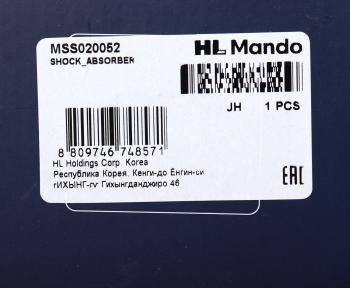 MSS020052
SHOCK_ABSORBER
HL Mando
JH 1 PCS
8 809746 748571
HL Holdings Corp. Korea
Республика Корея, Кенги-до Енгин-си
гИХЫНГ-гу Гихынгданджиро 46
EAC